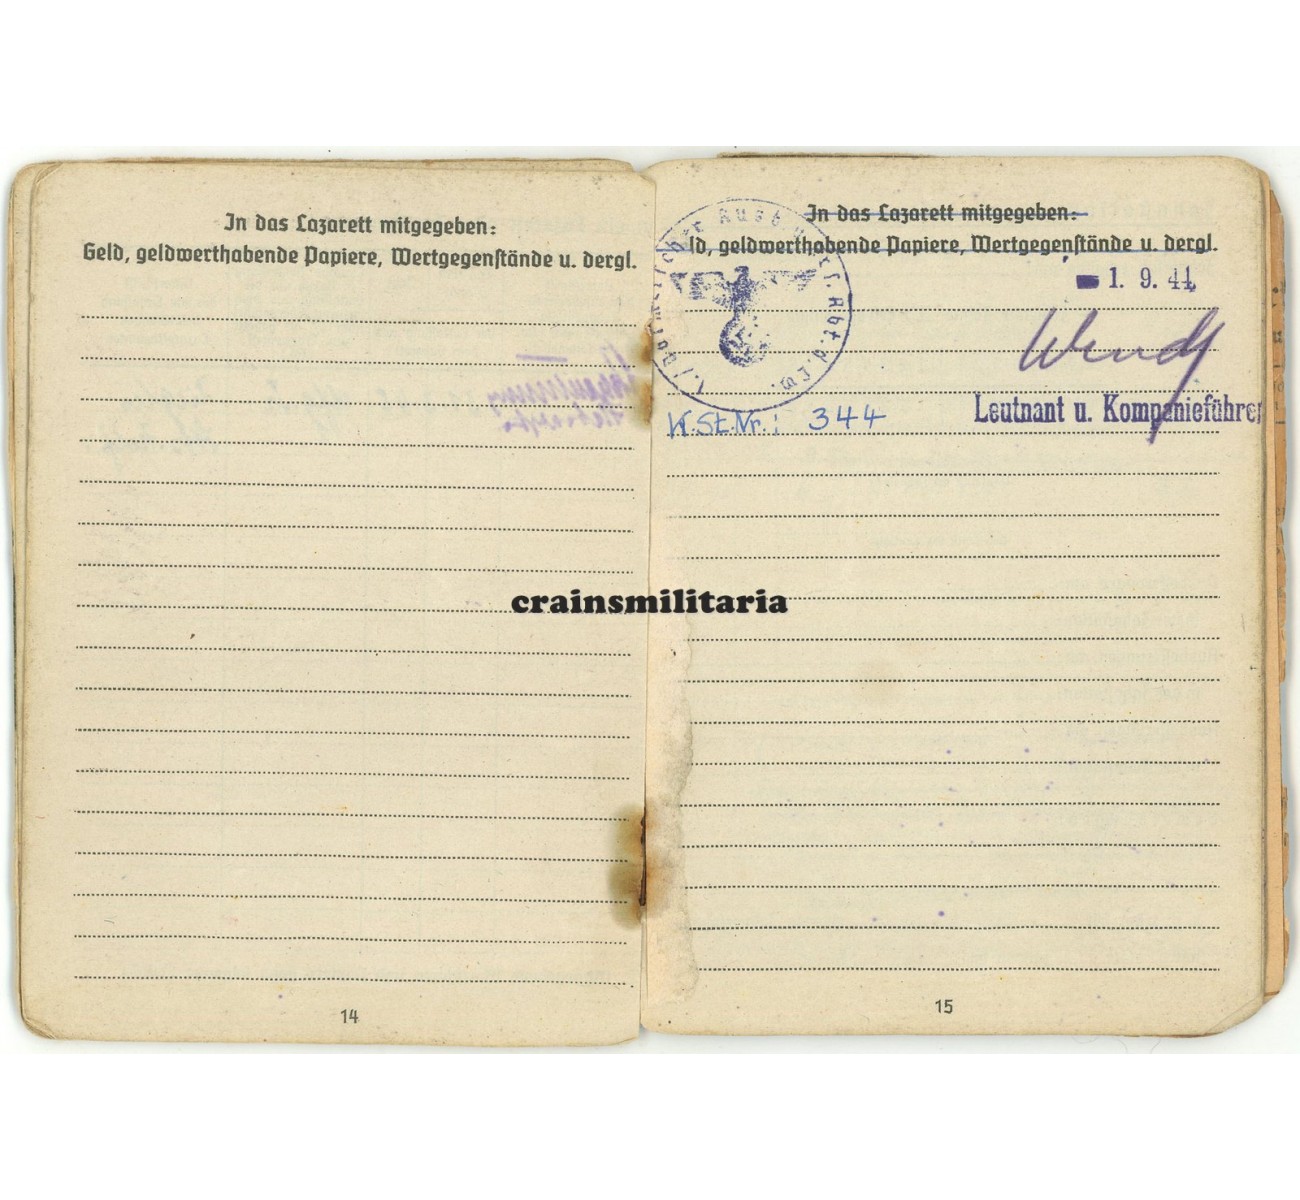 In das Lazarett mitgegeben:
Geld, geldwerthabende Papiere, Wertgegenstände u. dergl.
14
In das Lazarett mitgegeben:
ld, geldwerthabende Papiere, Wertgegenstände u. dergl.
1. 9. 44
Leutnant u. Kompanieführer
K.St.Nr.: 344
15
crainsmilitaria